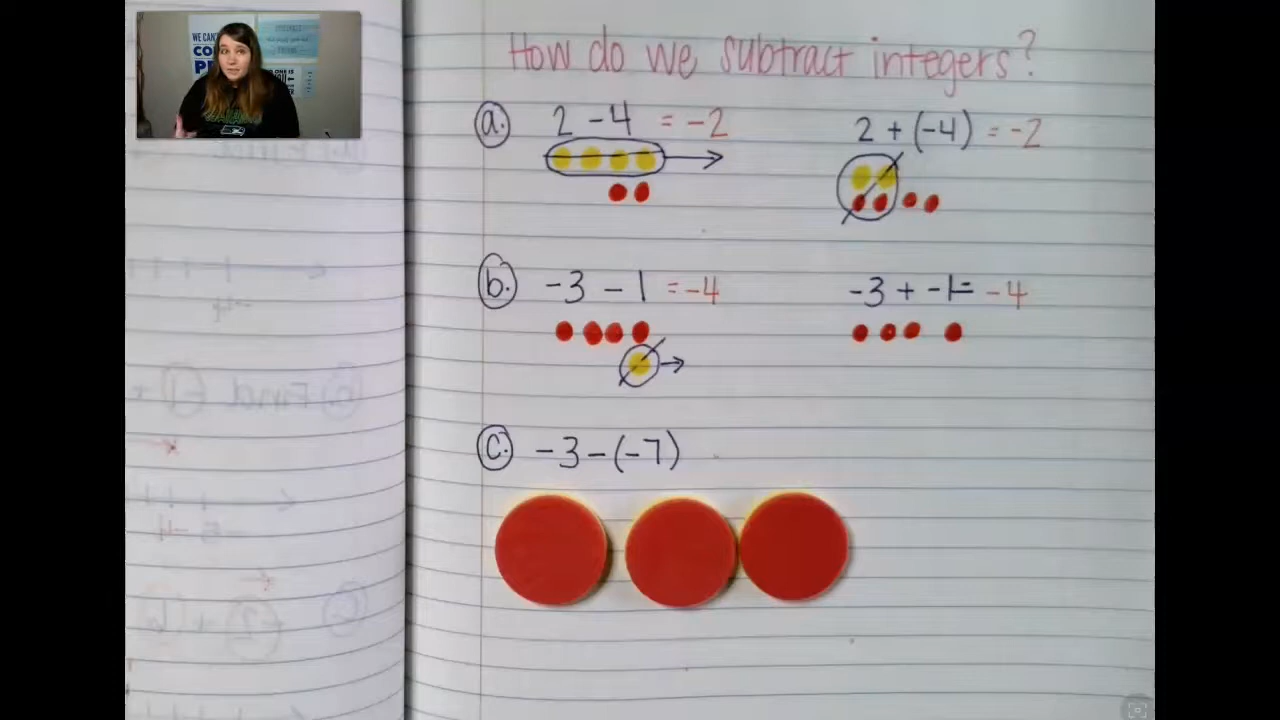 How do we subtract integers?
a. 2 - 4 = -2
2 + (-4) = -2
b. -3 - 1 = -4
-3 + -1 = -4
c. -3 - (-7)